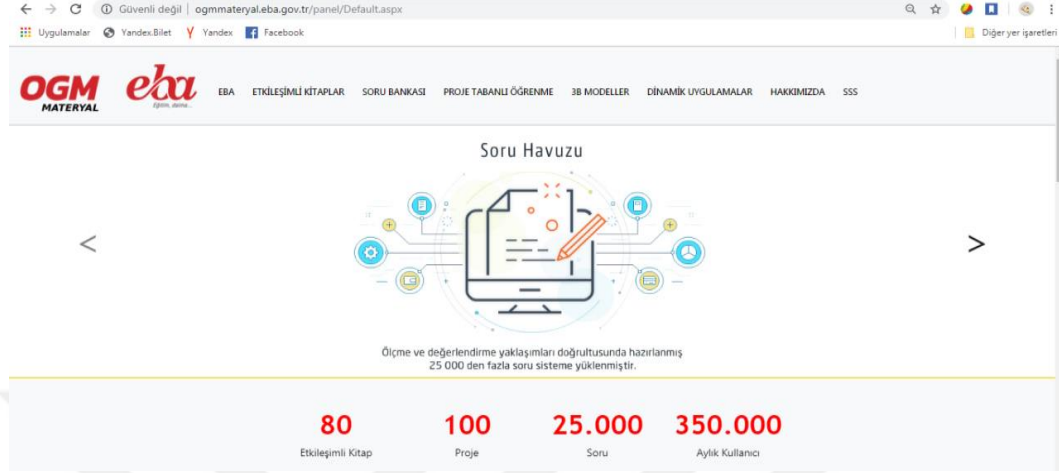 Güvenli değil | ogmmateryal.eba.gov.tr/panel/Default.aspx
Uygulamalar Yandex.Bilet Yandex Facebook Diğer yer işaretleri
OGM MATERYAL eba EBA ETKİLEŞİMLİ KİTAPLAR SORU BANKASI PROJE TABANLI ÖĞRENME 3B MODELLER DİNAMİK UYGULAMALAR HAKKIMIZDA SSS
Soru Havuzu
< >
Ölçme ve değerlendirme yaklaşımları doğrultusunda hazırlanmış
25 000 den fazla soru sisteme yüklenmiştir.
80 100 25.000 350.000
Etkileşimli Kitap Proje Soru Aylık Kullanıcı